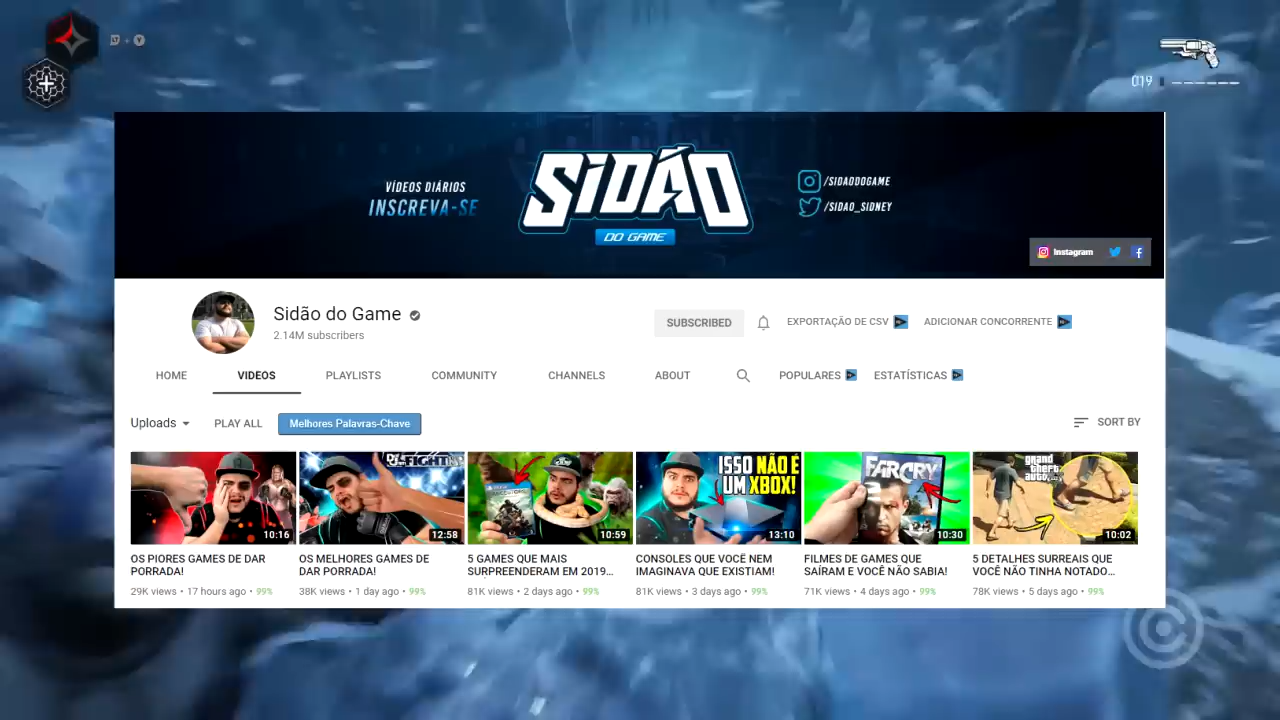 + Y
019
VÍDEOS DIÁRIOS
INSCREVA-SE
SiDÃO
DO GAME
/SIDAODOGAME
/SIDAO_SIDNEY
Instagram
Sidão do Game
2.14M subscribers
SUBSCRIBED
EXPORTAÇÃO DE CSV
ADICIONAR CONCORRENTE
HOME VIDEOS PLAYLISTS COMMUNITY CHANNELS ABOUT POPULARES ESTATÍSTICAS
Uploads PLAY ALL Melhores Palavras-Chave SORT BY
10:16
DEF FIGHT
12:58
10:59
ISSO NÃO É
UM XBOX!
13:10
FARCRY
10:30
grand
theft
auto
10:02
OS PIORES GAMES DE DAR
PORRADA!
29K views • 17 hours ago • 99%
OS MELHORES GAMES DE
DAR PORRADA!
38K views • 1 day ago • 99%
5 GAMES QUE MAIS
SURPREENDERAM EM 2019...
81K views • 2 days ago • 99%
CONSOLES QUE VOCÊ NEM
IMAGINAVA QUE EXISTIAM!
81K views • 3 days ago • 99%
FILMES DE GAMES QUE
SAÍRAM E VOCÊ NÃO SABIA!
71K views • 4 days ago • 99%
5 DETALHES SURREAIS QUE
VOCÊ NÃO TINHA NOTADO...
78K views • 5 days ago • 99%